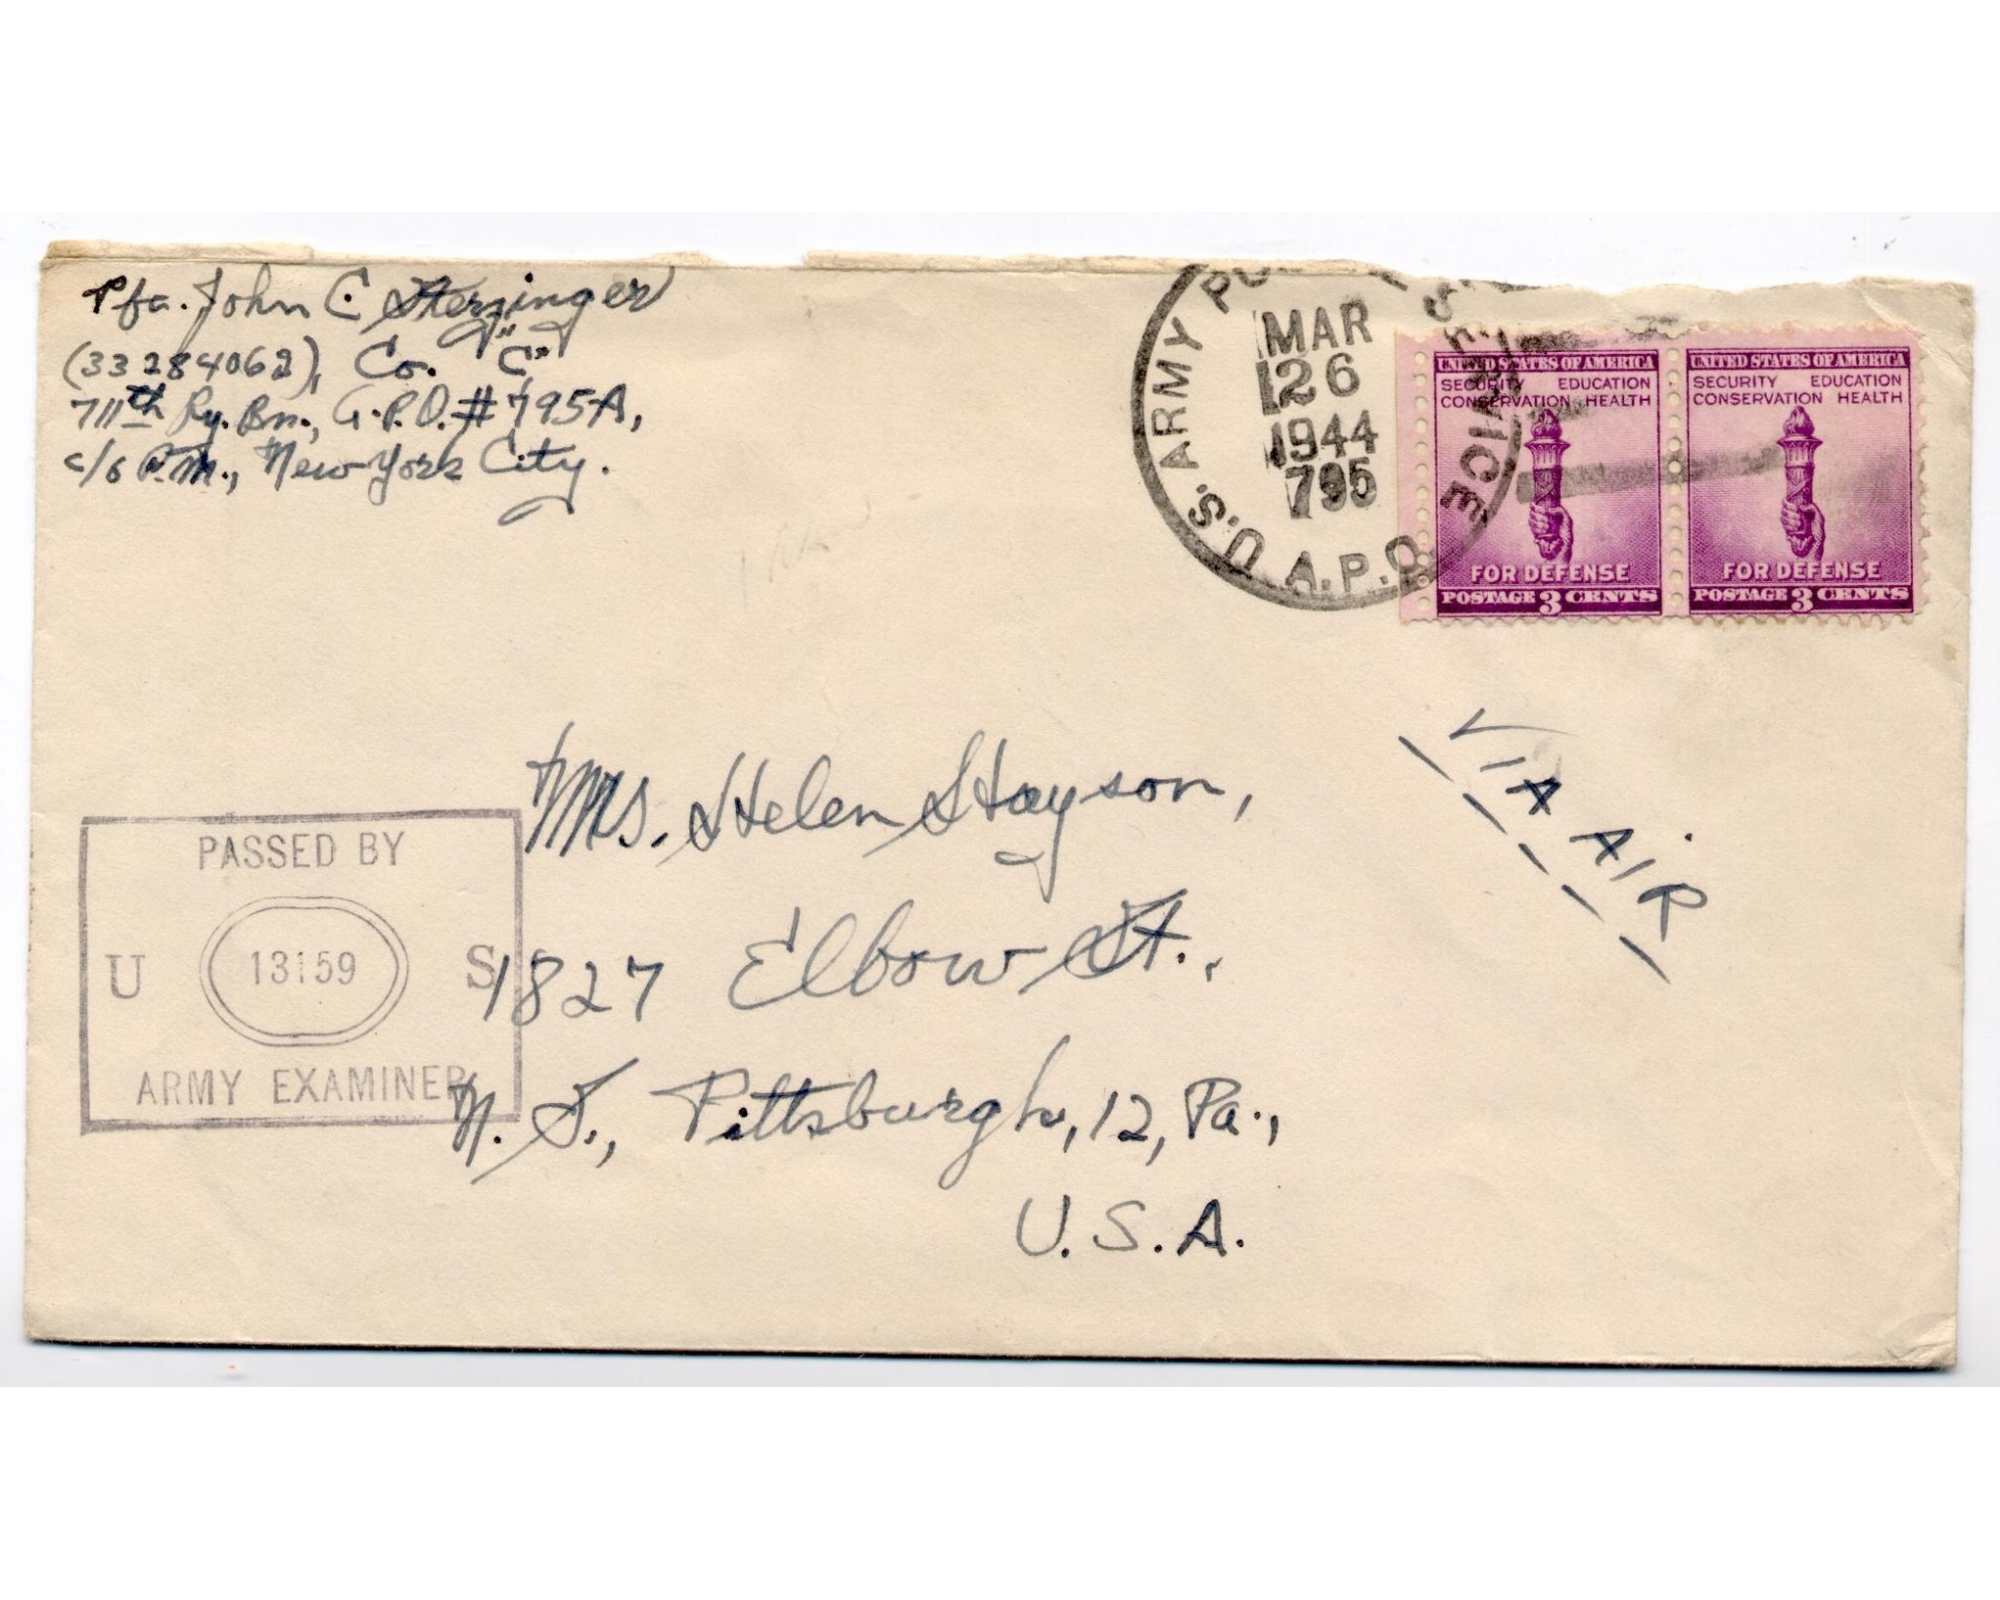 Pfc. John C. Sterzinger
(33284062), Co. "C"
711th Ry. Bn., A.P.O. #795A,
c/o P.M., New York City.
U.S. ARMY POSTAL SERVICE
A.P.O.
MAR
26
1944
795
UNITED STATES OF AMERICA
SECURITY EDUCATION
CONSERVATION HEALTH
FOR DEFENSE
POSTAGE 3 CENTS
UNITED STATES OF AMERICA
SECURITY EDUCATION
CONSERVATION HEALTH
FOR DEFENSE
POSTAGE 3 CENTS
VIA AIR
Mrs. Helen Stayson,
1827 Elbow St.,
N. S., Pittsburgh, 12, Pa.,
U.S.A.
PASSED BY
U 13159 S
ARMY EXAMINER